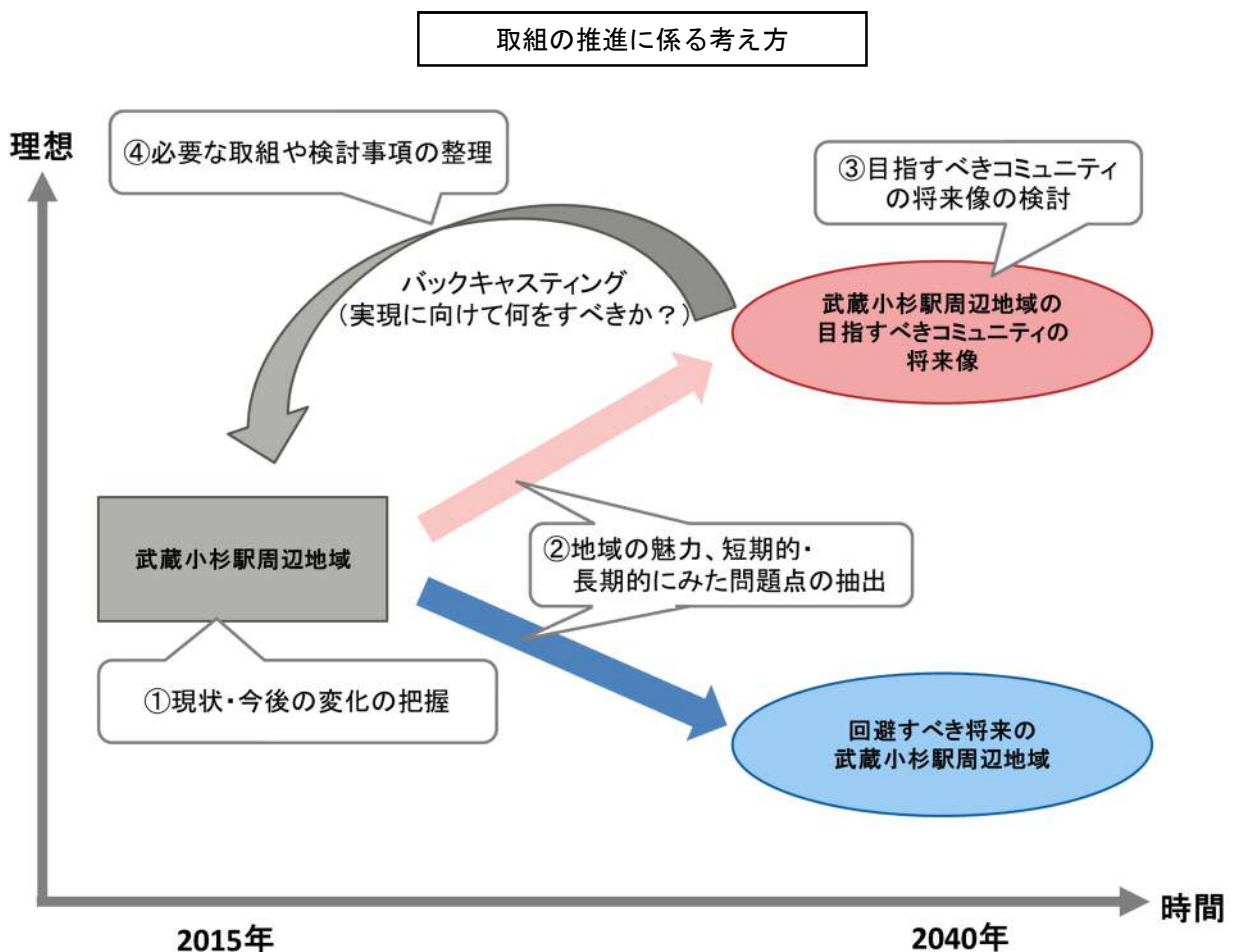 取組の推進に係る考え方
理想
④必要な取組や検討事項の整理
③目指すべきコミュニティ
の将来像の検討
バックキャスティング
（実現に向けて何をすべきか？）
武蔵小杉駅周辺地域の
目指すべきコミュニティの
将来像
武蔵小杉駅周辺地域
②地域の魅力、短期的・
長期的にみた問題点の抽出
①現状・今後の変化の把握
回避すべき将来の
武蔵小杉駅周辺地域
時間
2015年
2040年